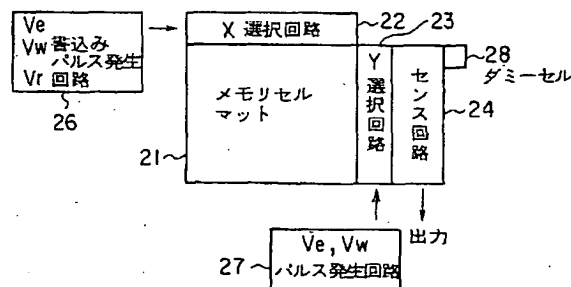 Ve
Vw 書込み
パルス発生
Vr 回路
26
X 選択回路
22
23
メモリセル
マット
21
Y選択回路
センス回路
28
ダミーセル
24
Ve, Vw
パルス発生回路
27
出力